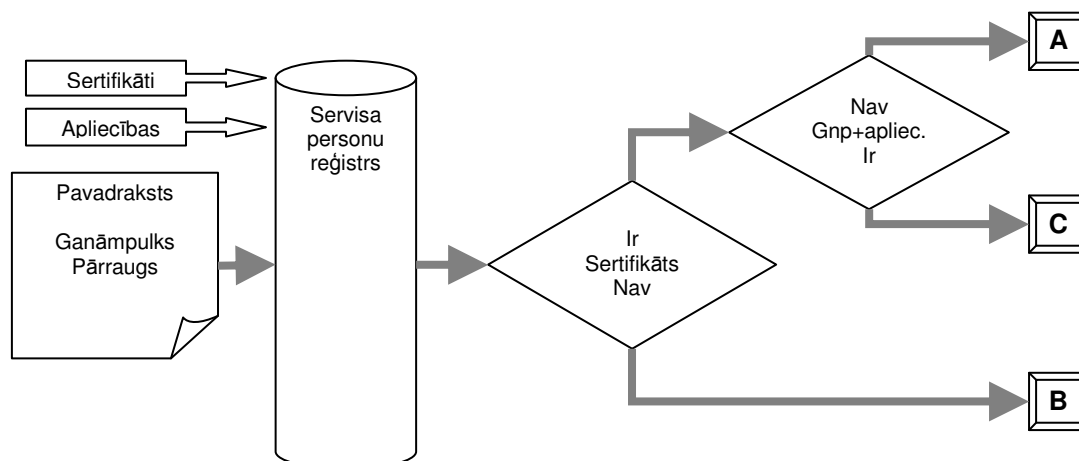 Sertifikāti
Apliecības
Pavadraksts
Ganāmpulks
Pārraugs
Servisa
personu
reģistrs
Ir
Sertifikāts
Nav
Nav
Gnp+apliec.
Ir
A
C
B